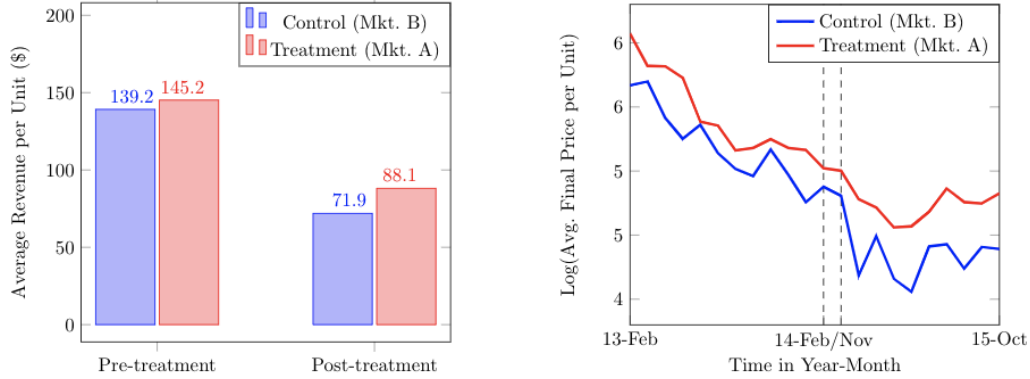 200
150
100
50
0
Average Revenue per Unit ($)
Control (Mkt. B)
Treatment (Mkt. A)
139.2
145.2
71.9
88.1
Pre-treatment
Post-treatment
6
6
5
5
4
Log(Avg. Final Price per Unit)
Control (Mkt. B)
Treatment (Mkt. A)
13-Feb
14-Feb/Nov
15-Oct
Time in Year-Month